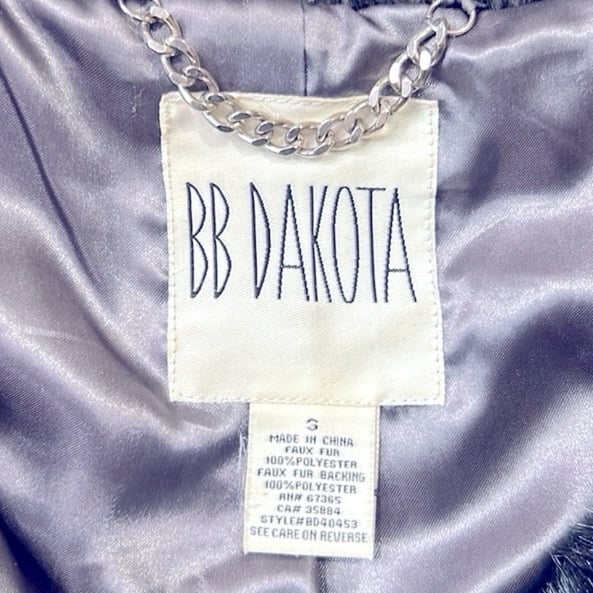 BB DAKOTA
S
MADE IN CHINA
FAUX FUR
100%POLYESTER
FAUX FUR BACKING
100%POLYESTER
RN# 67365
CA# 35884
STYLE#BD40453
SEE CARE ON REVERSE